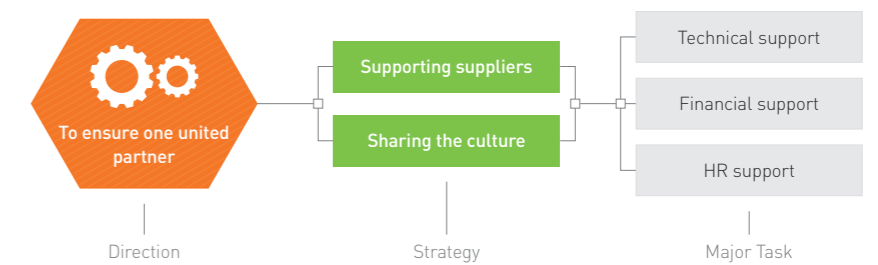 To ensure one united
partner
Supporting suppliers
Sharing the culture
Technical support
Financial support
HR support
Direction
Strategy
Major Task